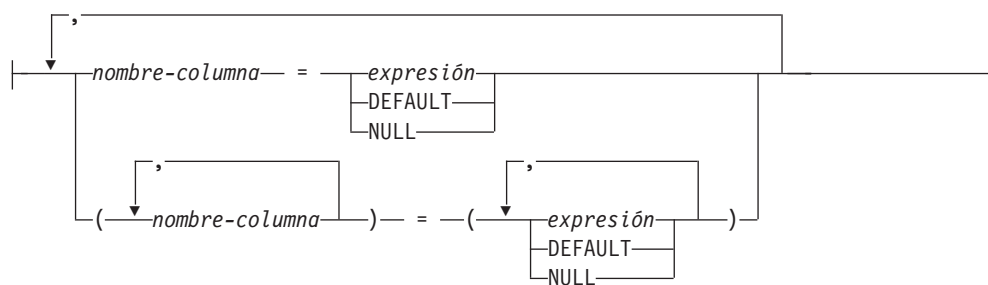 ,
nombre-columna = expresión
DEFAULT
NULL
, ,
( nombre-columna ) = ( expresión )
DEFAULT
NULL